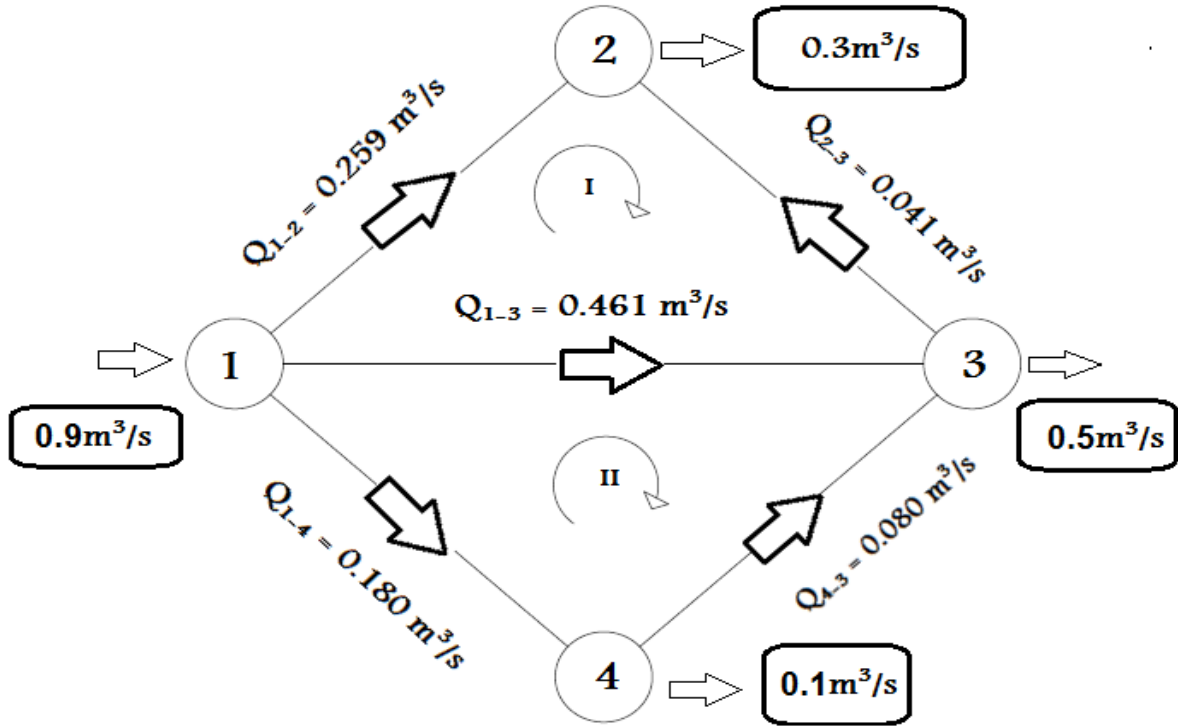 2
0.3m³/s
Q₁₋₂ = 0.259 m³/s
Q₂₋₃ = 0.041 m³/s
I
Q₁₋₃ = 0.461 m³/s
1
3
0.9m³/s
0.5m³/s
II
Q₁₋₄ = 0.180 m³/s
Q₄₋₃ = 0.080 m³/s
4
0.1m³/s